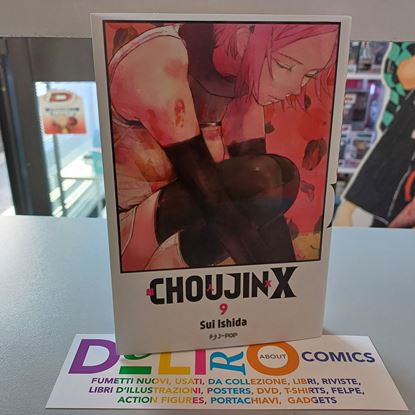 CHOUJIN X
9
Sui Ishida
J-POP
DELIRO ABOUT COMICS
FUMETTI NUOVI, USATI, DA COLLEZIONE, LIBRI, RIVISTE,
LIBRI D'ILLUSTRAZIONI, POSTERS, DVD, T-SHIRTS, FELPE,
ACTION FIGURES, PORTACHIAVI, GADGETS